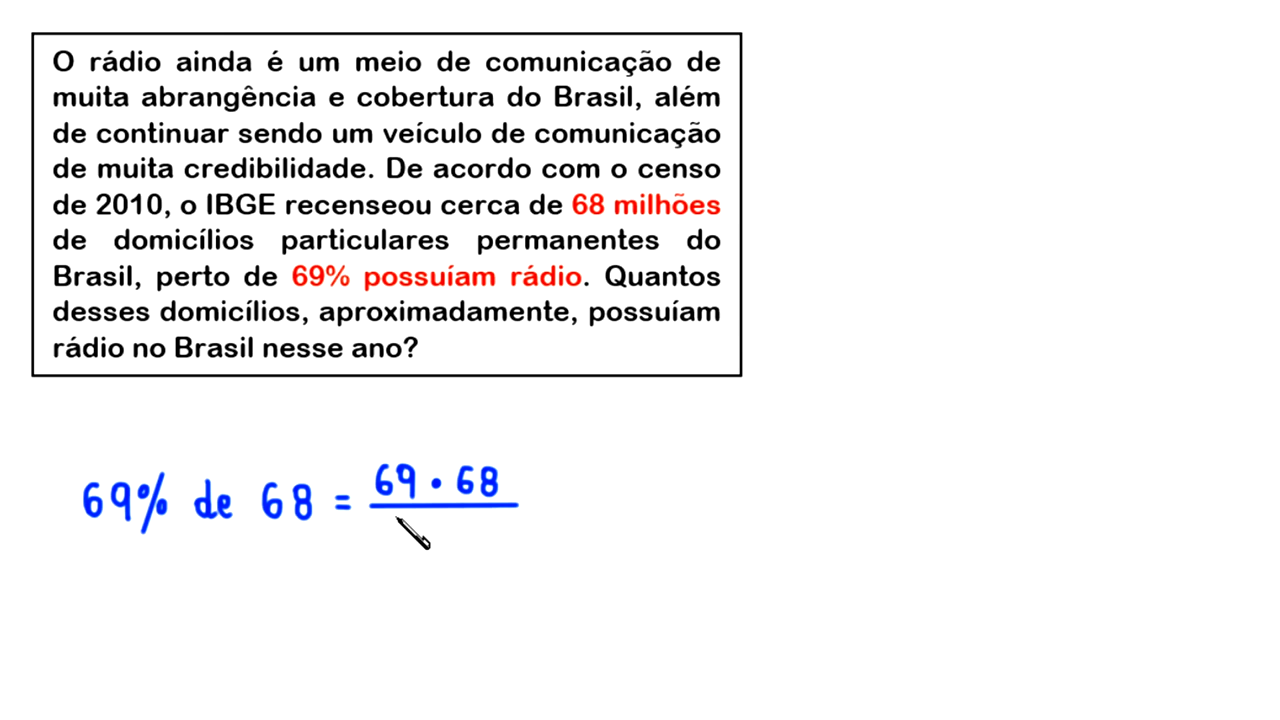 O rádio ainda é um meio de comunicação de
muita abrangência e cobertura do Brasil, além
de continuar sendo um veículo de comunicação
de muita credibilidade. De acordo com o censo
de 2010, o IBGE recenseou cerca de 68 milhões
de domicílios particulares permanentes do
Brasil, perto de 69% possuíam rádio. Quantos
desses domicílios, aproximadamente, possuíam
rádio no Brasil nesse ano?
69 • 68
69% de 68 =